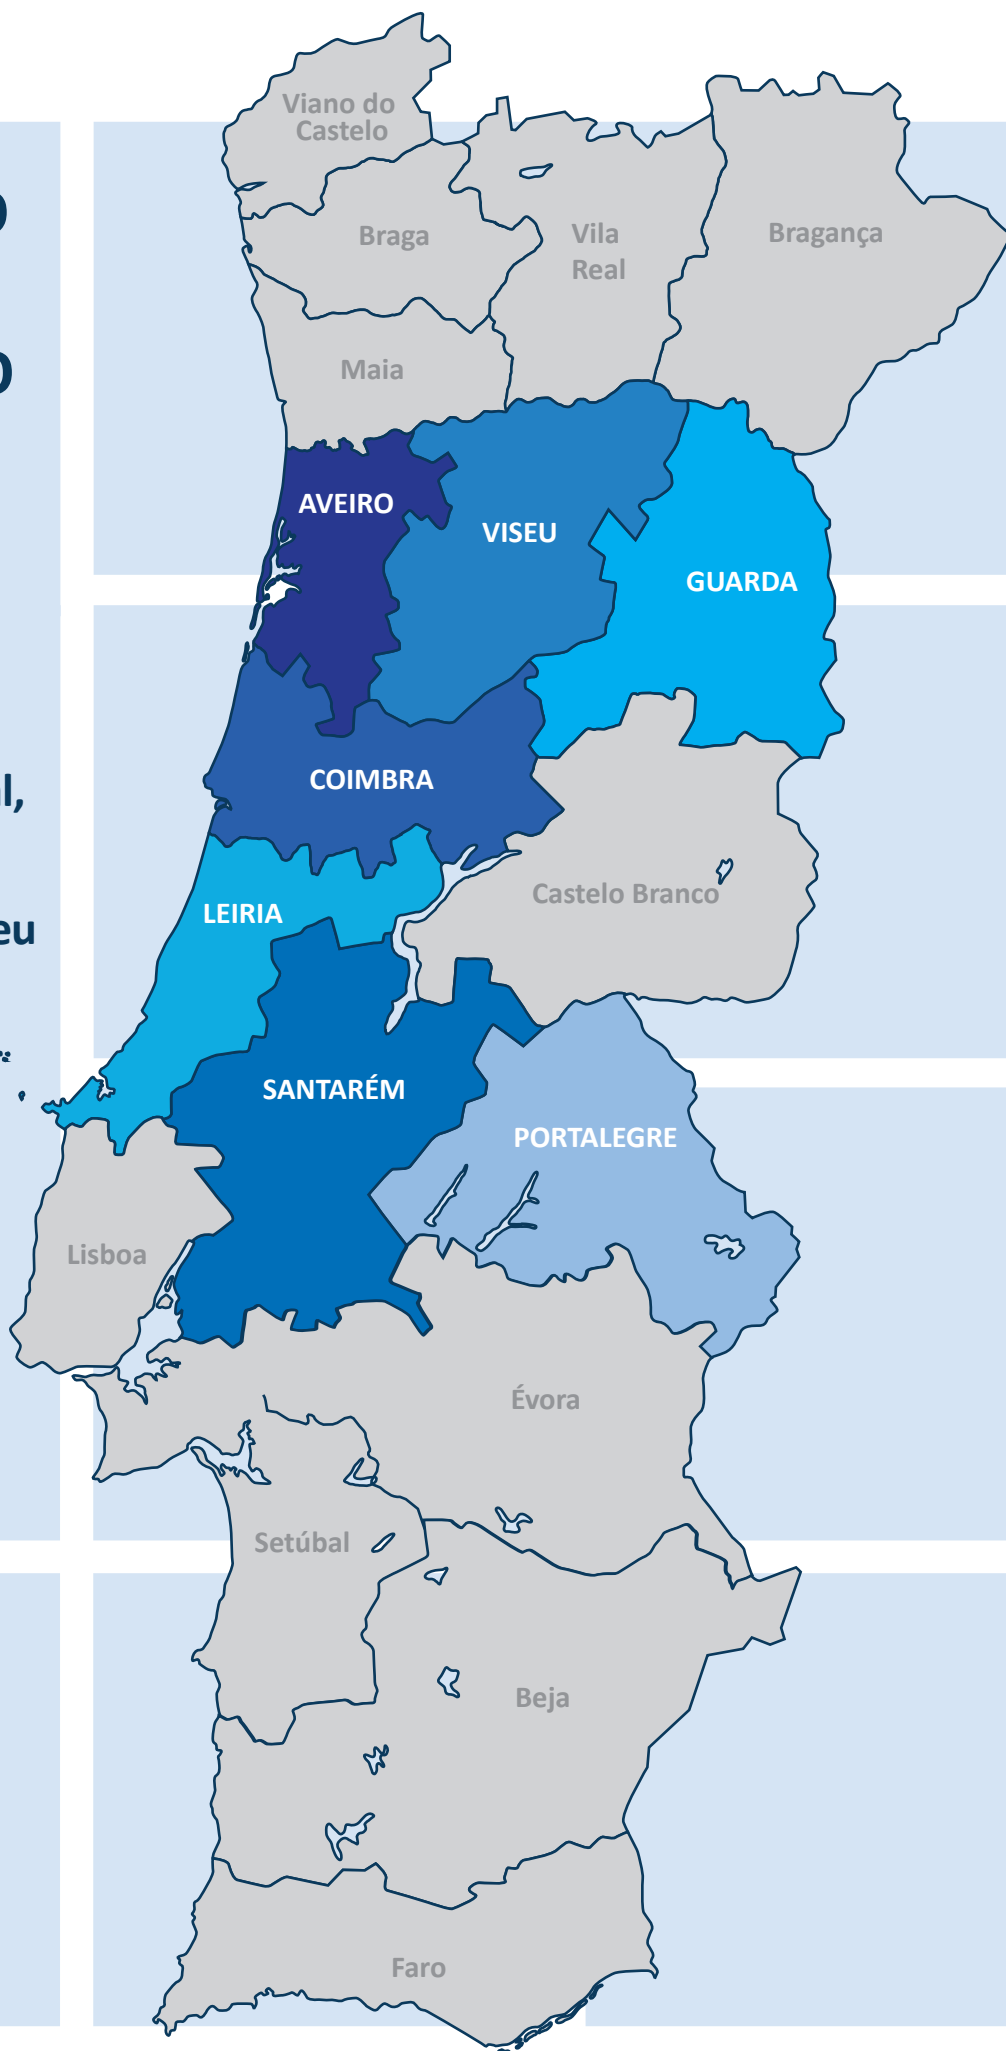 Viano do
Castelo
Braga
Vila
Real
Bragança
Maia
AVEIRO
VISEU
GUARDA
COIMBRA
Castelo Branco
LEIRIA
SANTARÉM
PORTALEGRE
Lisboa
Évora
Setúbal
Beja
Faro